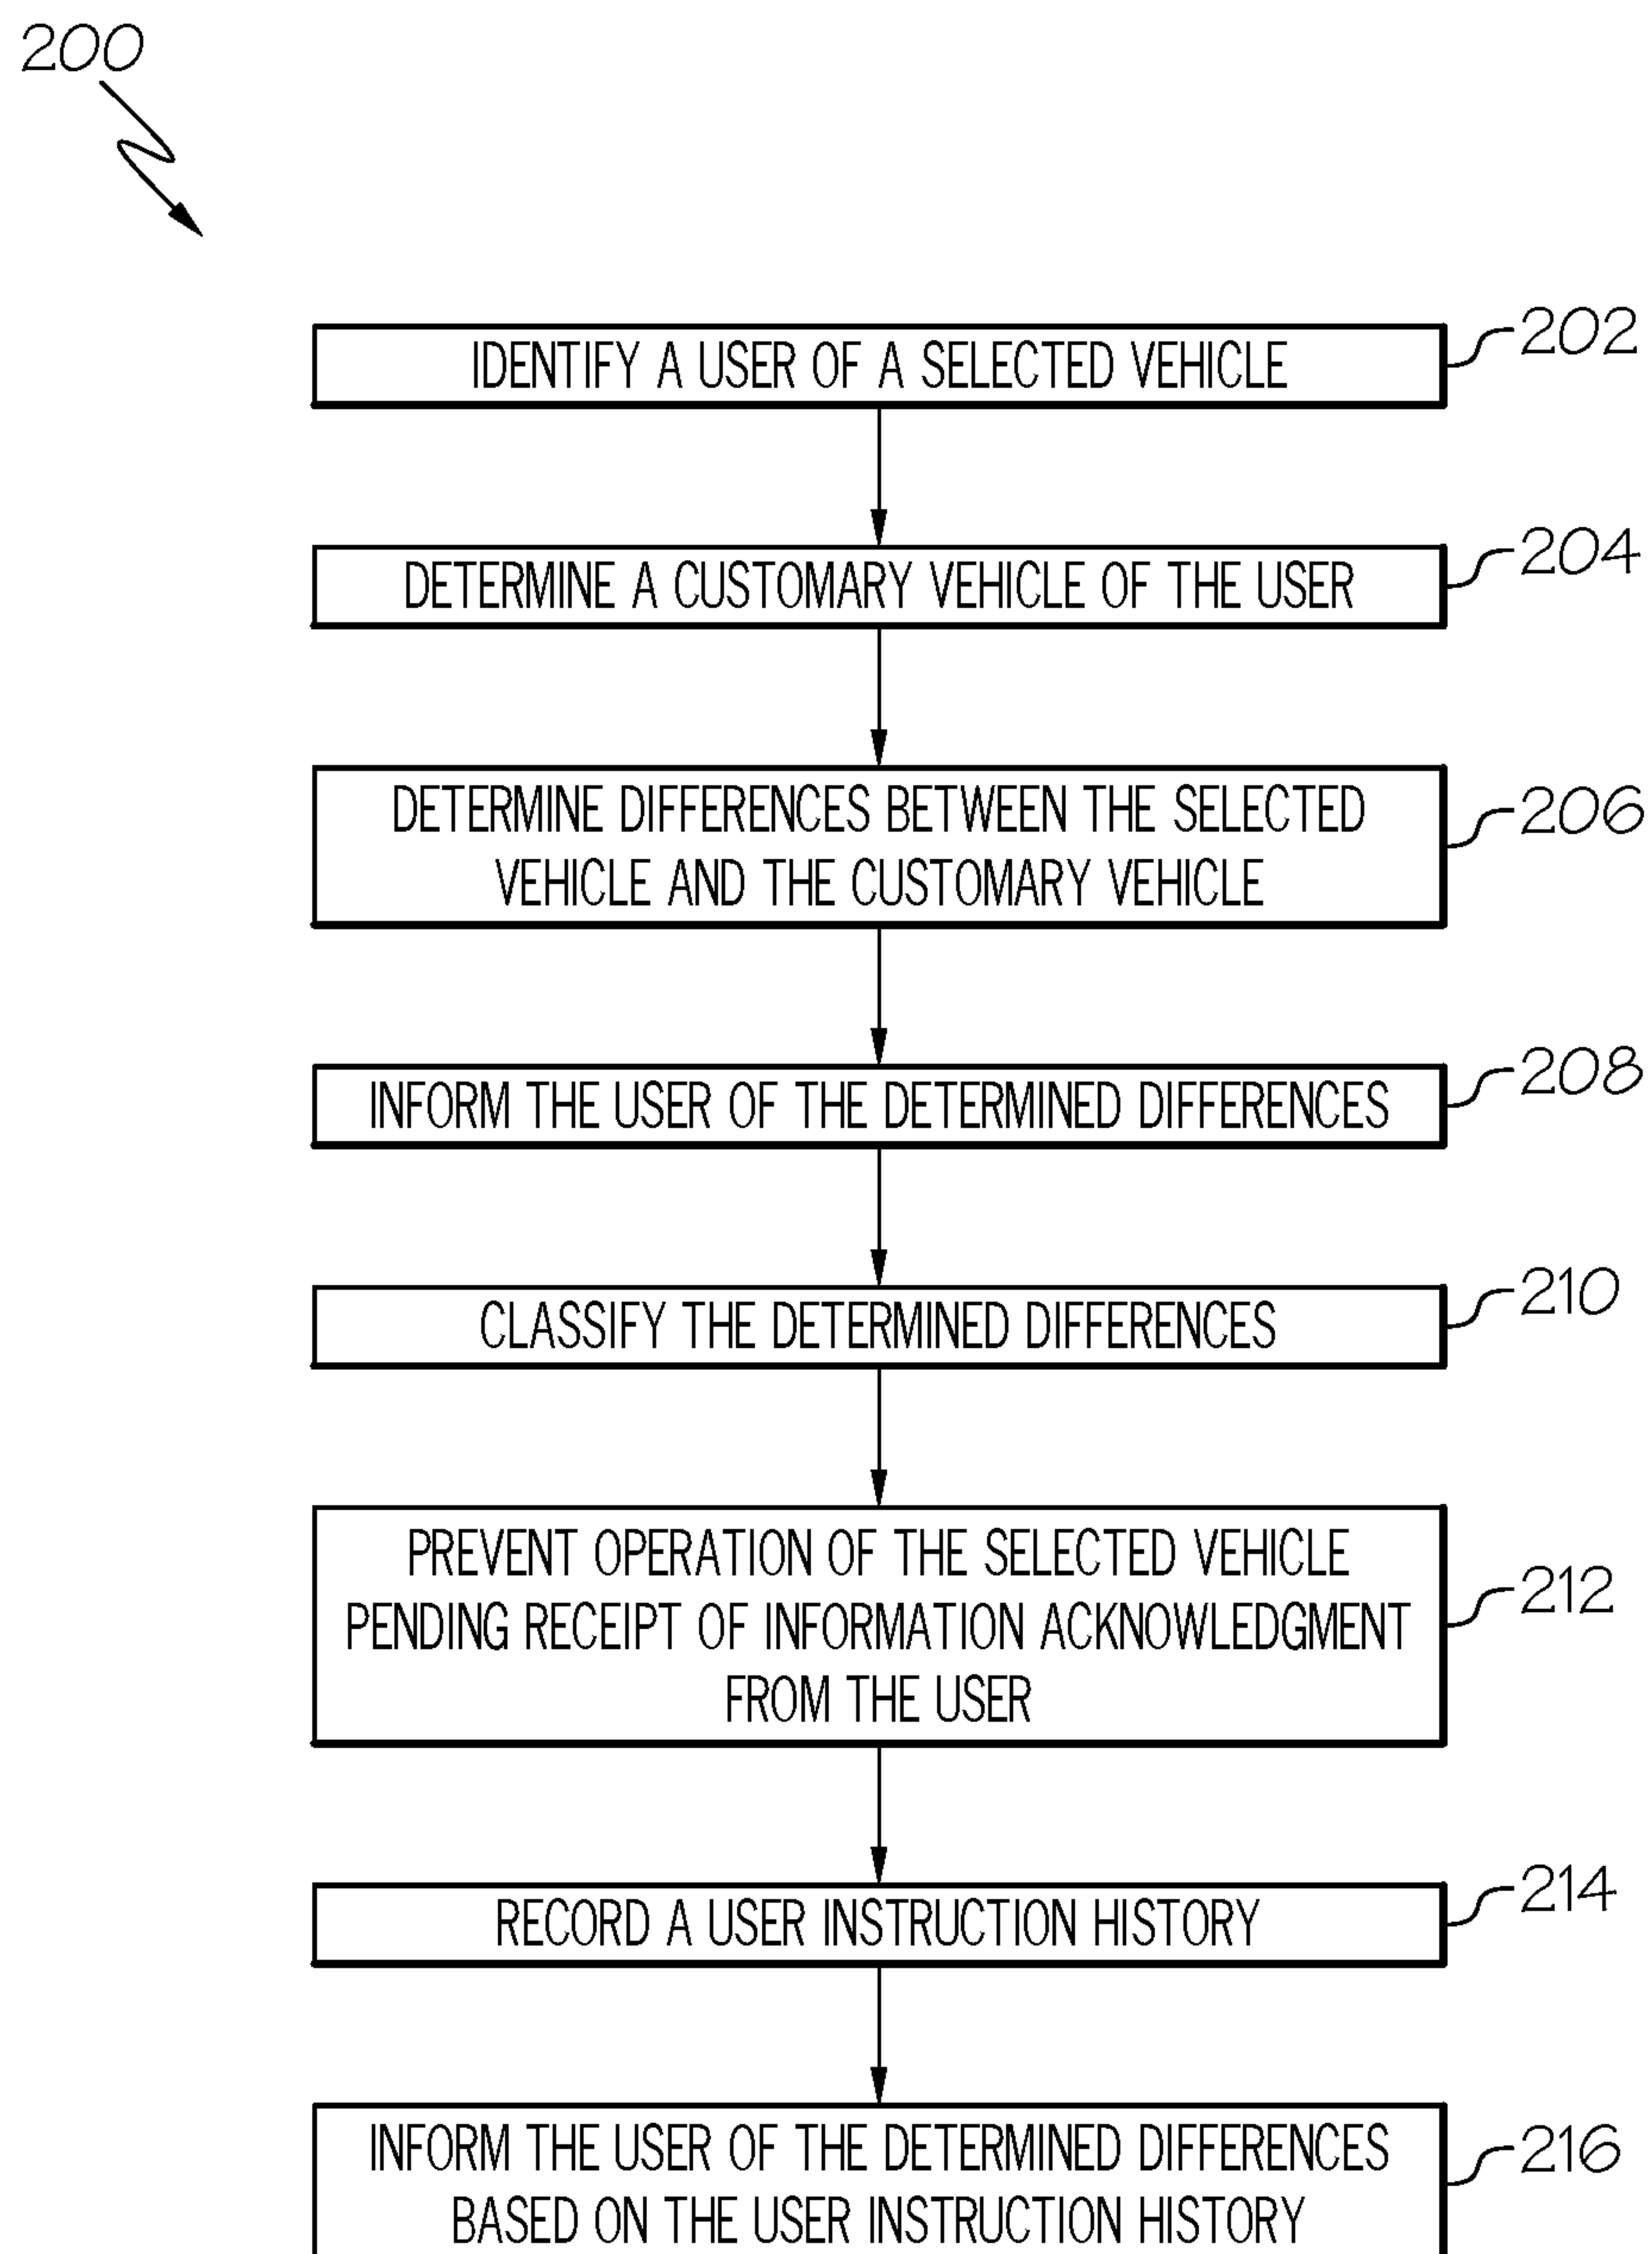 200
IDENTIFY A USER OF A SELECTED VEHICLE
202
DETERMINE A CUSTOMARY VEHICLE OF THE USER
204
DETERMINE DIFFERENCES BETWEEN THE SELECTED
VEHICLE AND THE CUSTOMARY VEHICLE
206
INFORM THE USER OF THE DETERMINED DIFFERENCES
208
CLASSIFY THE DETERMINED DIFFERENCES
210
PREVENT OPERATION OF THE SELECTED VEHICLE
PENDING RECEIPT OF INFORMATION ACKNOWLEDGMENT
FROM THE USER
212
RECORD A USER INSTRUCTION HISTORY
214
INFORM THE USER OF THE DETERMINED DIFFERENCES
BASED ON THE USER INSTRUCTION HISTORY
216